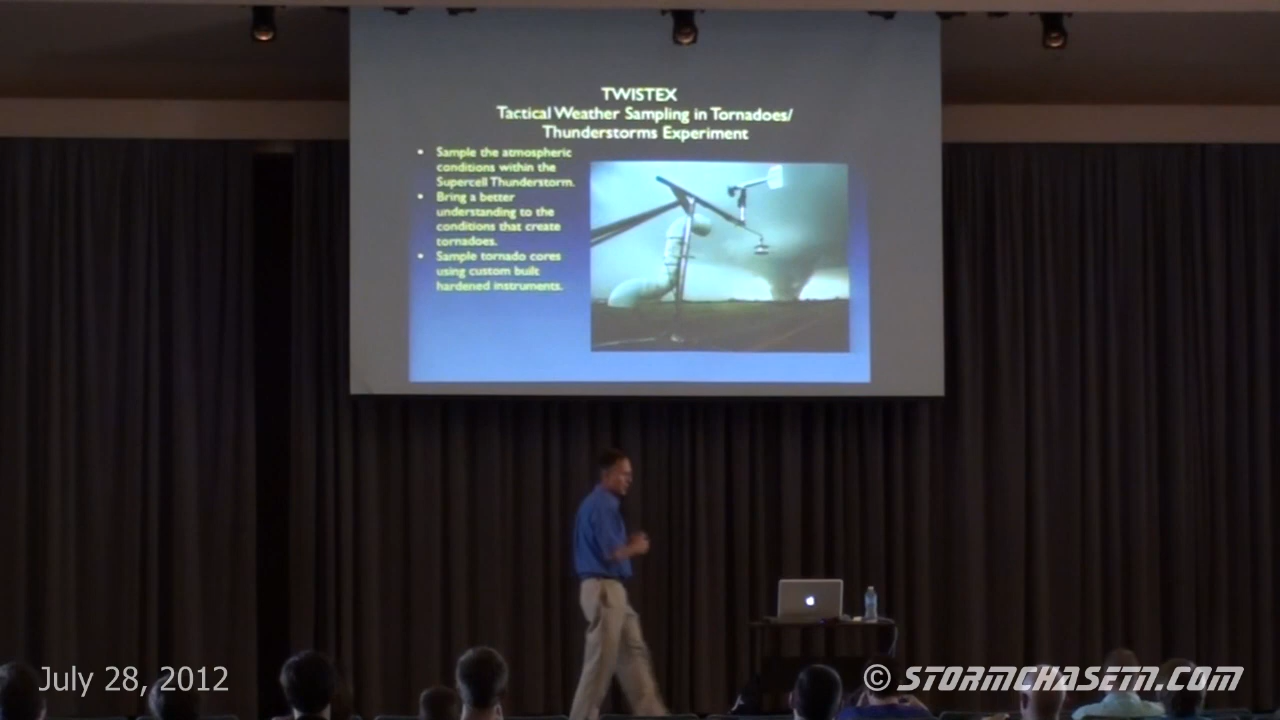 TWISTEX
Tactical Weather Sampling in Tornadoes/
Thunderstorms Experiment
• Sample the atmospheric
conditions within the
Supercell Thunderstorm.
• Bring a better
understanding to the
conditions that create
tornadoes.
• Sample tornado cores
using custom built
hardened instruments.
July 28, 2012
© STORMCHASETN.COM